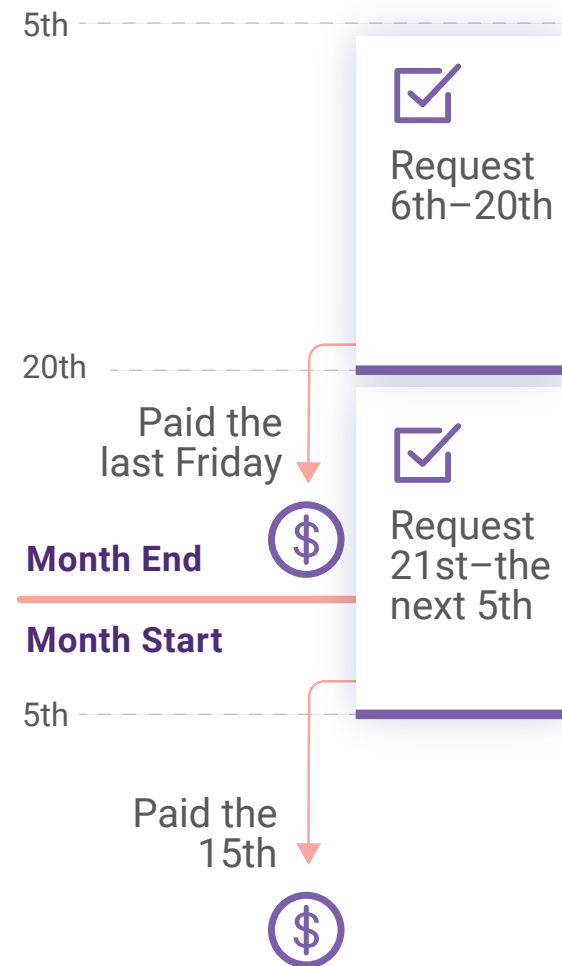 5th
Request
6th–20th
20th
Paid the
last Friday
$
Request
21st–the
next 5th
Month End
Month Start
5th
Paid the
15th
$